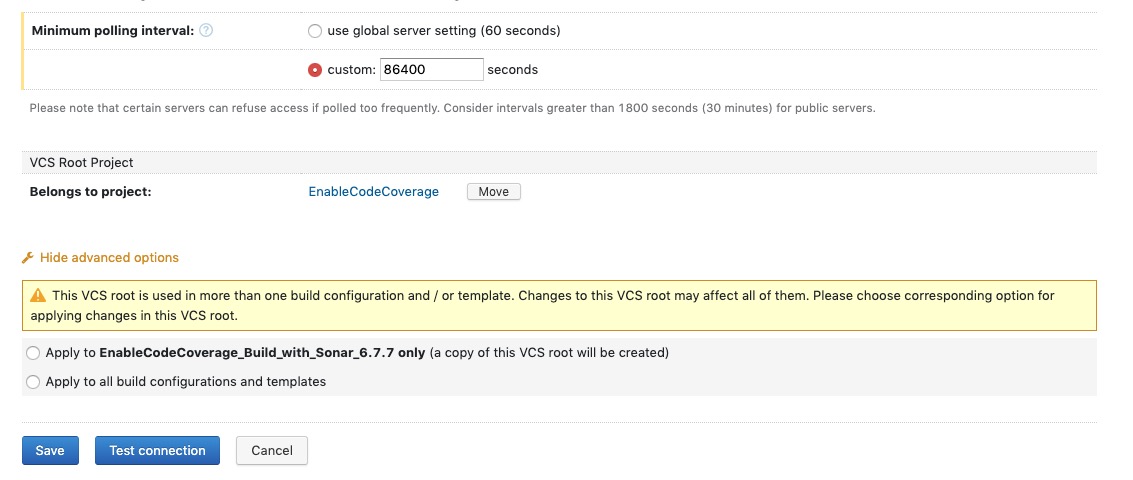 Minimum polling interval: ? use global server setting (60 seconds)
custom: 86400 seconds
Please note that certain servers can refuse access if polled too frequently. Consider intervals greater than 1800 seconds (30 minutes) for public servers.
VCS Root Project
Belongs to project: EnableCodeCoverage Move
Hide advanced options
This VCS root is used in more than one build configuration and / or template. Changes to this VCS root may affect all of them. Please choose corresponding option for
applying changes in this VCS root.
Apply to EnableCodeCoverage_Build_with_Sonar_6.7.7 only (a copy of this VCS root will be created)
Apply to all build configurations and templates
Save Test connection Cancel